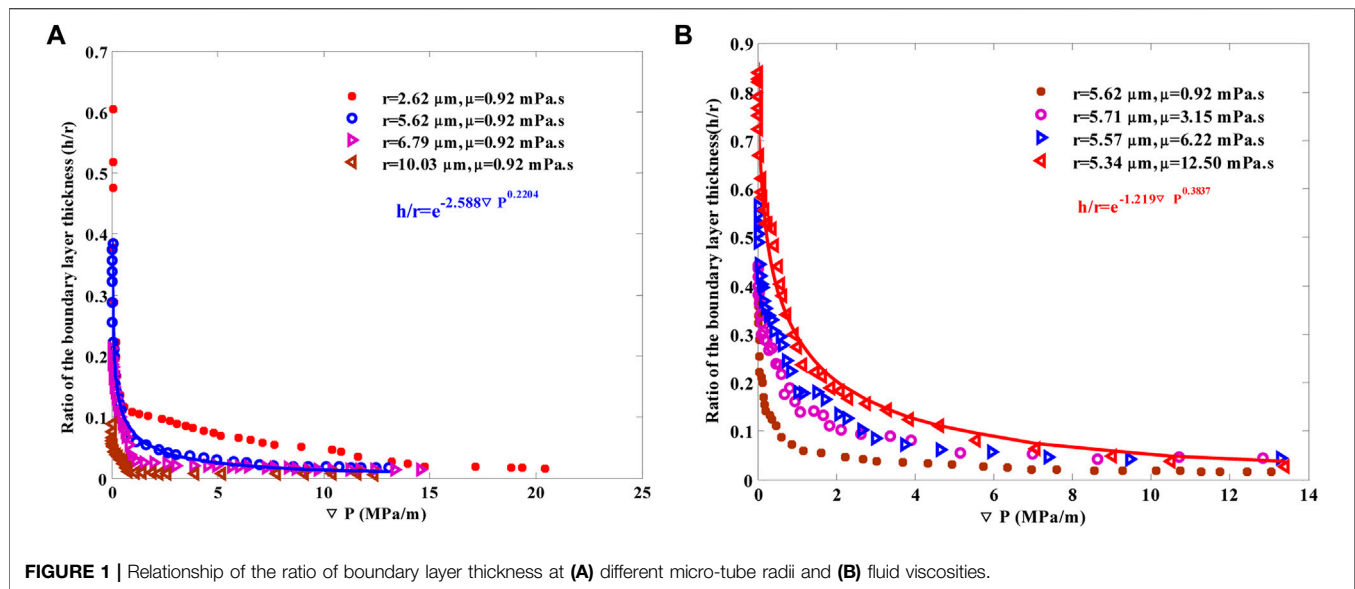 A
Ratio of the boundary layer thickness (h/r)
0.7
0.6
0.5
0.4
0.3
0.2
0.1
0
r=2.62 µm,µ=0.92 mPa.s
r=5.62 µm,µ=0.92 mPa.s
r=6.79 µm,µ=0.92 mPa.s
r=10.03 µm,µ=0.92 mPa.s
h/r=e^-2.588▽ P^0.2204
0 5 10 15 20 25
▽ P (MPa/m)
B
Ratio of the boundary layer thickness(h/r)
0.9
0.8
0.7
0.6
0.5
0.4
0.3
0.2
0.1
0
r=5.62 µm,µ=0.92 mPa.s
r=5.71 µm,µ=3.15 mPa.s
r=5.57 µm,µ=6.22 mPa.s
r=5.34 µm,µ=12.50 mPa.s
h/r=e^-1.219▽ P^0.3837
0 2 4 6 8 10 12 14
▽ P (MPa/m)
FIGURE 1 | Relationship of the ratio of boundary layer thickness at (A) different micro-tube radii and (B) fluid viscosities.